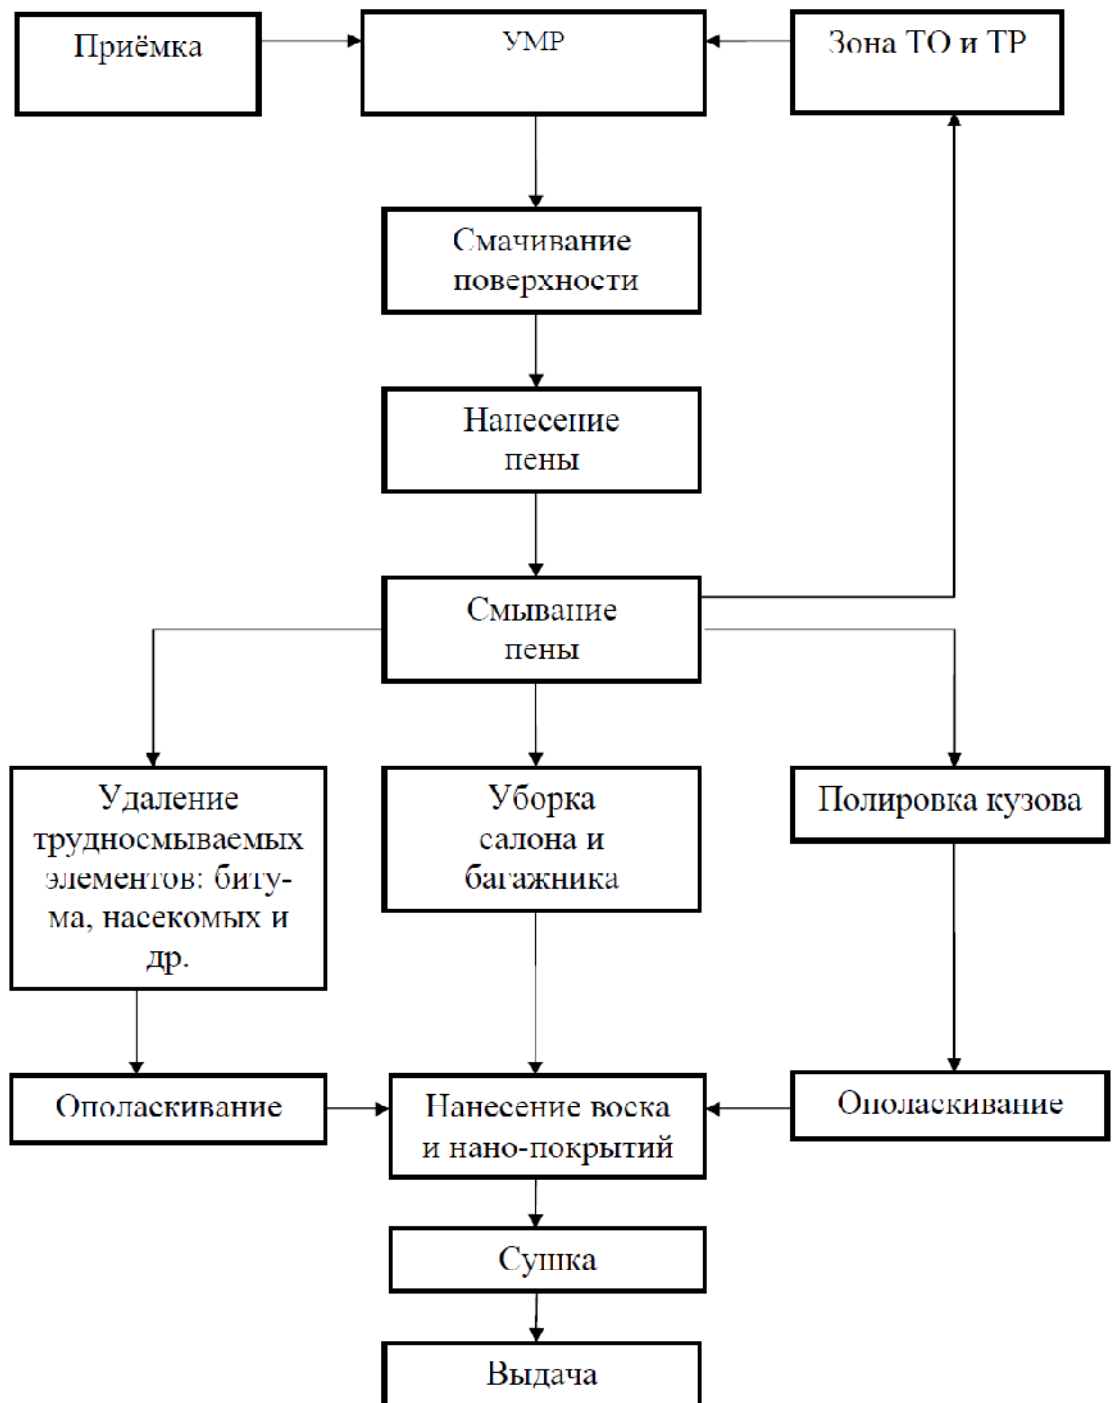 Приёмка
УМР
Зона ТО и ТР
Смачивание
поверхности
Нанесение
пены
Смывание
пены
Удаление
трудносмываемых
элементов: биту-
ма, насекомых и
др.
Уборка
салона и
багажника
Полировка кузова
Ополаскивание
Нанесение воска
и нано-покрытий
Ополаскивание
Сушка
Выдача